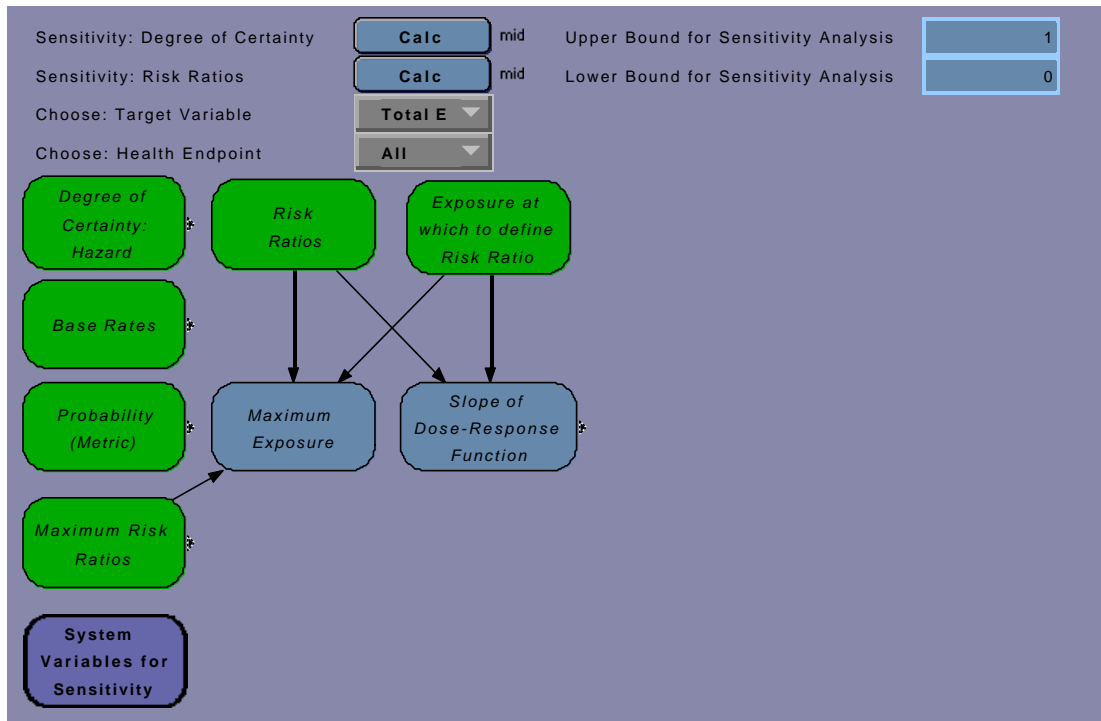 Sensitivity: Degree of Certainty Calc mid Upper Bound for Sensitivity Analysis 1
Sensitivity: Risk Ratios Calc mid Lower Bound for Sensitivity Analysis 0
Choose: Target Variable Total E
Choose: Health Endpoint All
Degree of
Certainty:
Hazard
Risk
Ratios
Exposure at
which to define
Risk Ratio
Base Rates
Probability
(Metric)
Maximum
Exposure
Slope of
Dose-Response
Function
Maximum Risk
Ratios
System
Variables for
Sensitivity